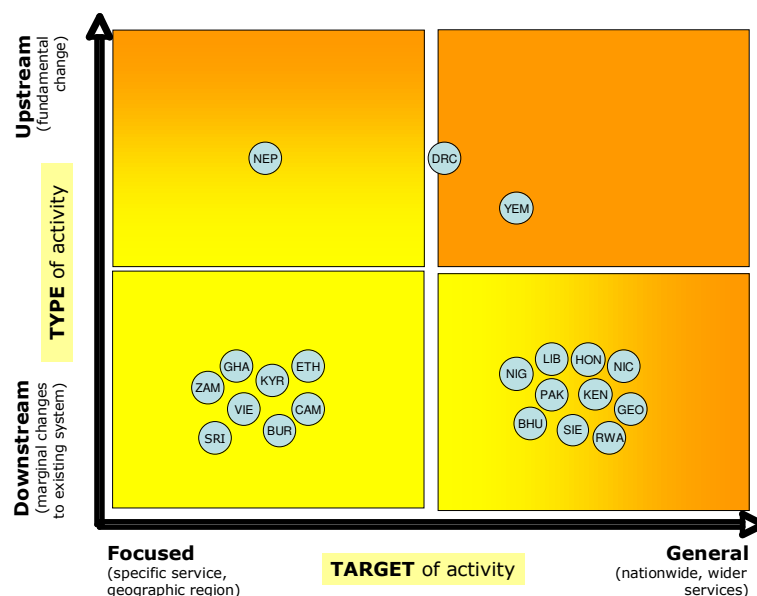 Upstream
(fundamental
change)
TYPE of activity
Downstream
(marginal changes
to existing system)
NEP
DRC
YEM
GHA
ETH
ZAM
KYR
VIE
CAM
SRI
BUR
LIB
HON
NIC
NIG
PAK
KEN
GEO
BHU
SIE
RWA
Focused
(specific service,
geographic region)
TARGET of activity
General
(nationwide, wider
services)